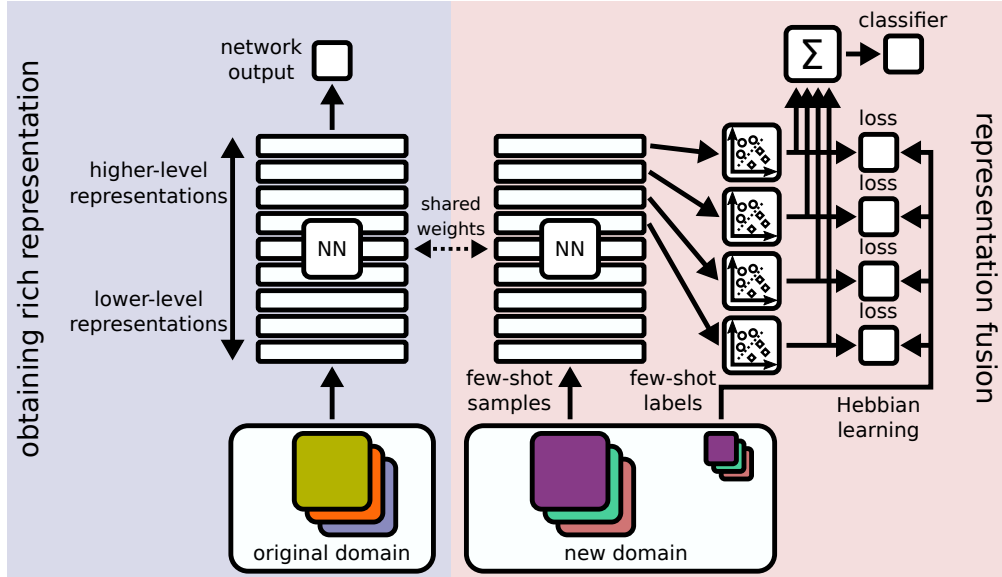 obtaining rich representation
network
output
higher-level
representations
lower-level
representations
NN
original domain
shared
weights
NN
few-shot
samples
few-shot
labels
new domain
Σ
classifier
loss
loss
loss
loss
Hebbian
learning
representation fusion